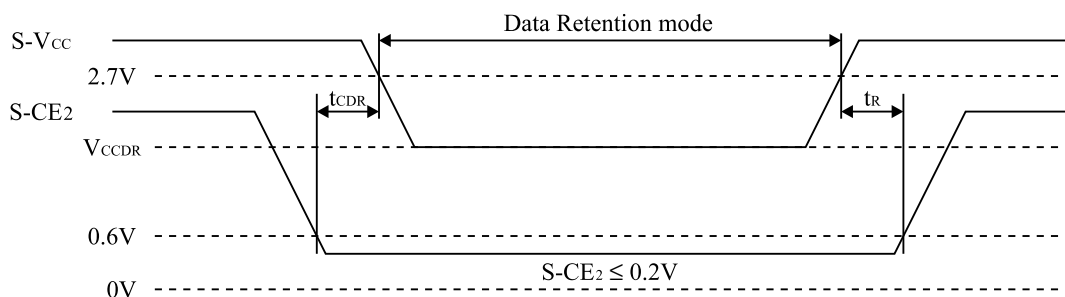 Data Retention mode
S-VCC
2.7V
tCDR
tR
S-CE2
VCCDR
0.6V
S-CE2 ≤ 0.2V
0V